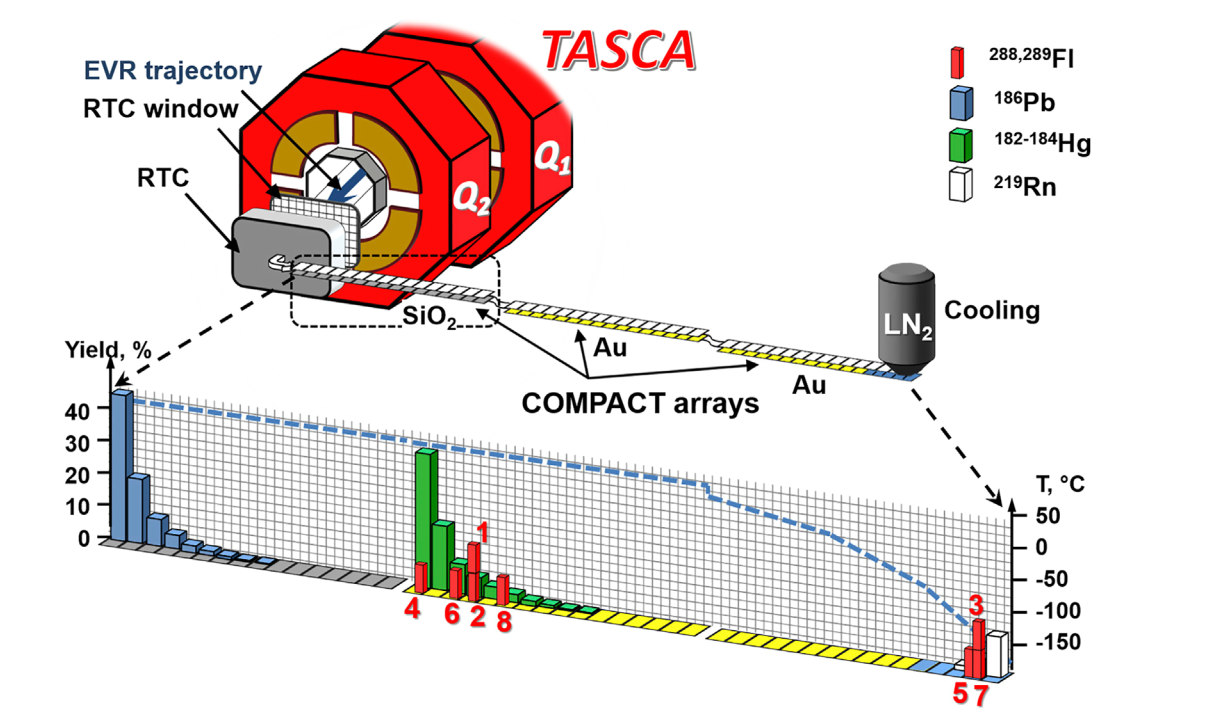 TASCA
EVR trajectory
RTC window
RTC
Q1
Q2
288,289Fl
186Pb
182-184Hg
219Rn
SiO2
Au
Au
COMPACT arrays
LN2
Cooling
Yield, %
40
30
20
10
0
T, °C
50
0
-50
-100
-150
1
4
6
2
8
3
5
7